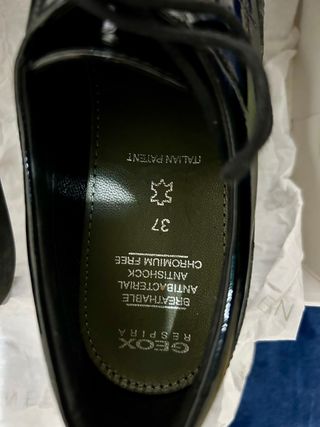 GEOX
RESPIRA
BREATHABLE
ANTIBACTERIAL
ANTISHOCK
CHROMIUM FREE
37
ITALIAN PATENT